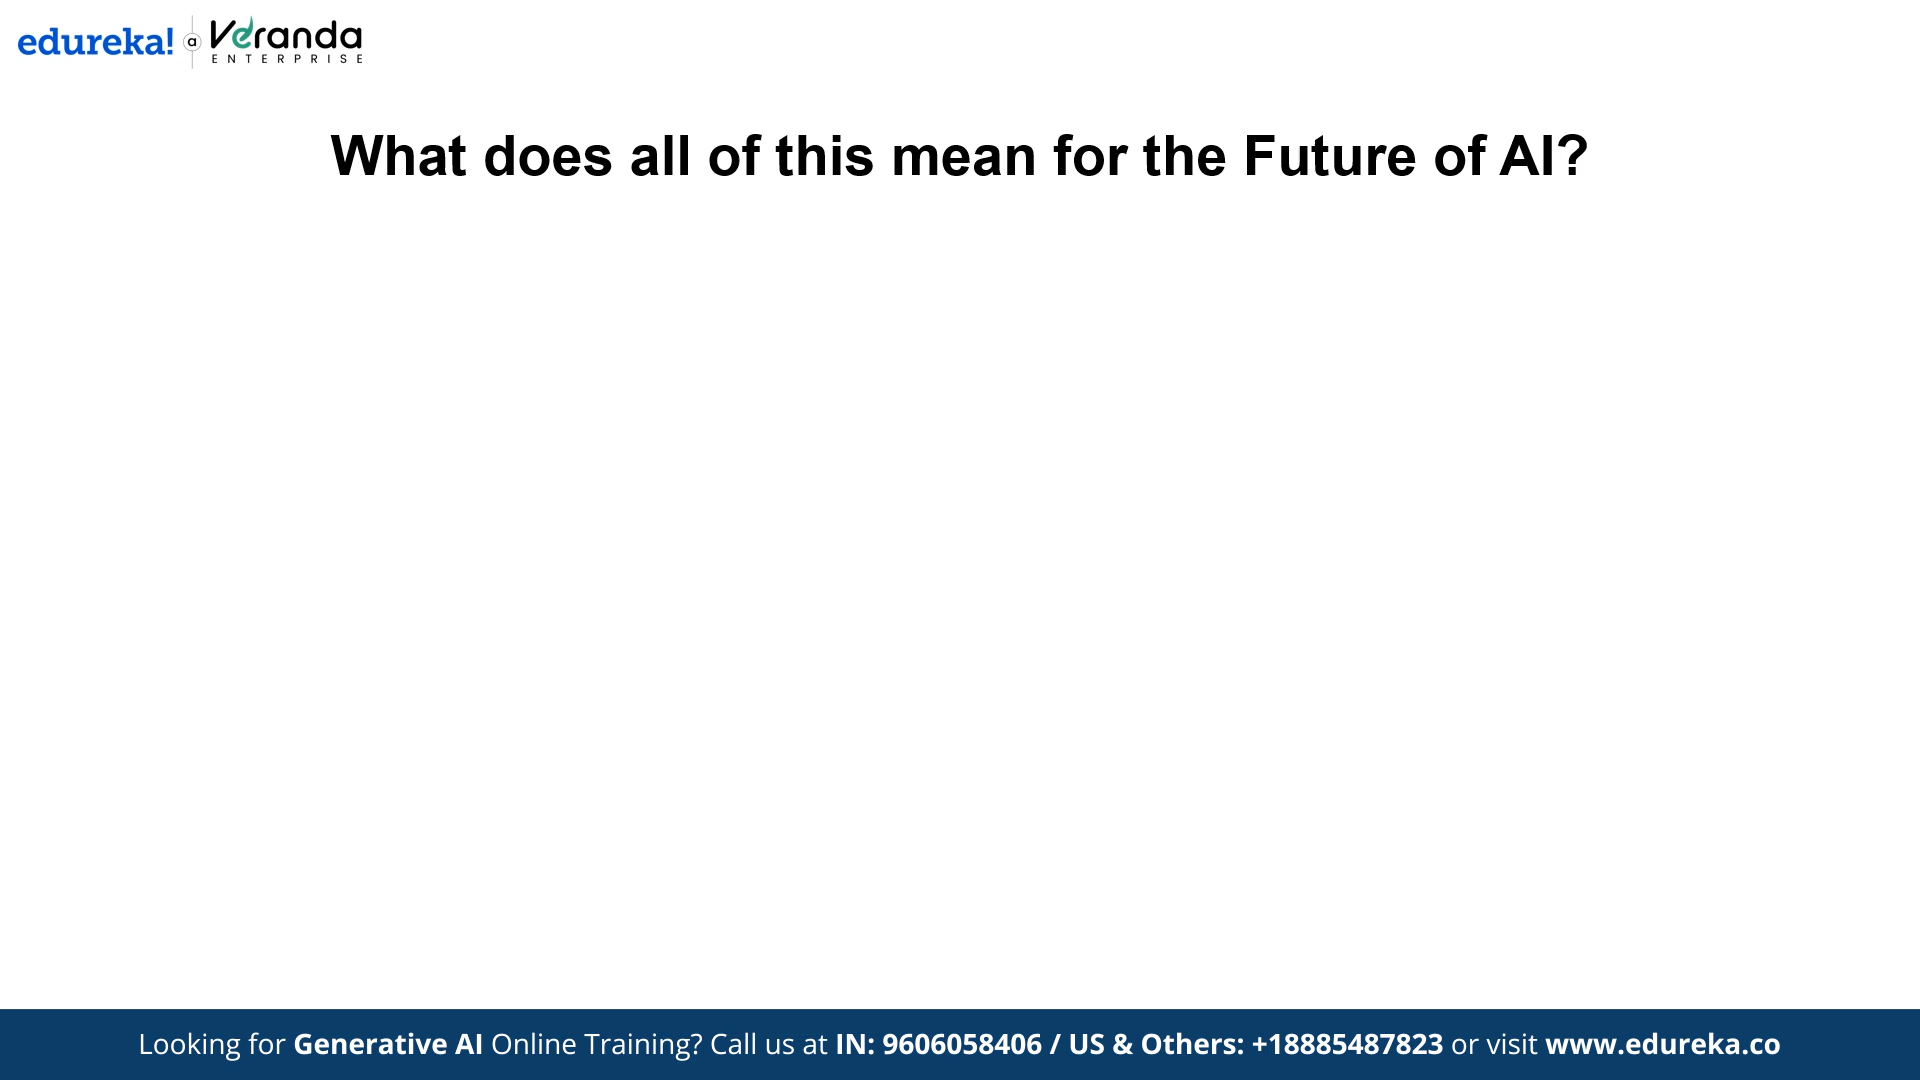 edureka! a Veranda
ENTERPRISE
What does all of this mean for the Future of AI?
Looking for Generative AI Online Training? Call us at IN: 9606058406 / US & Others: +18885487823 or visit www.edureka.co